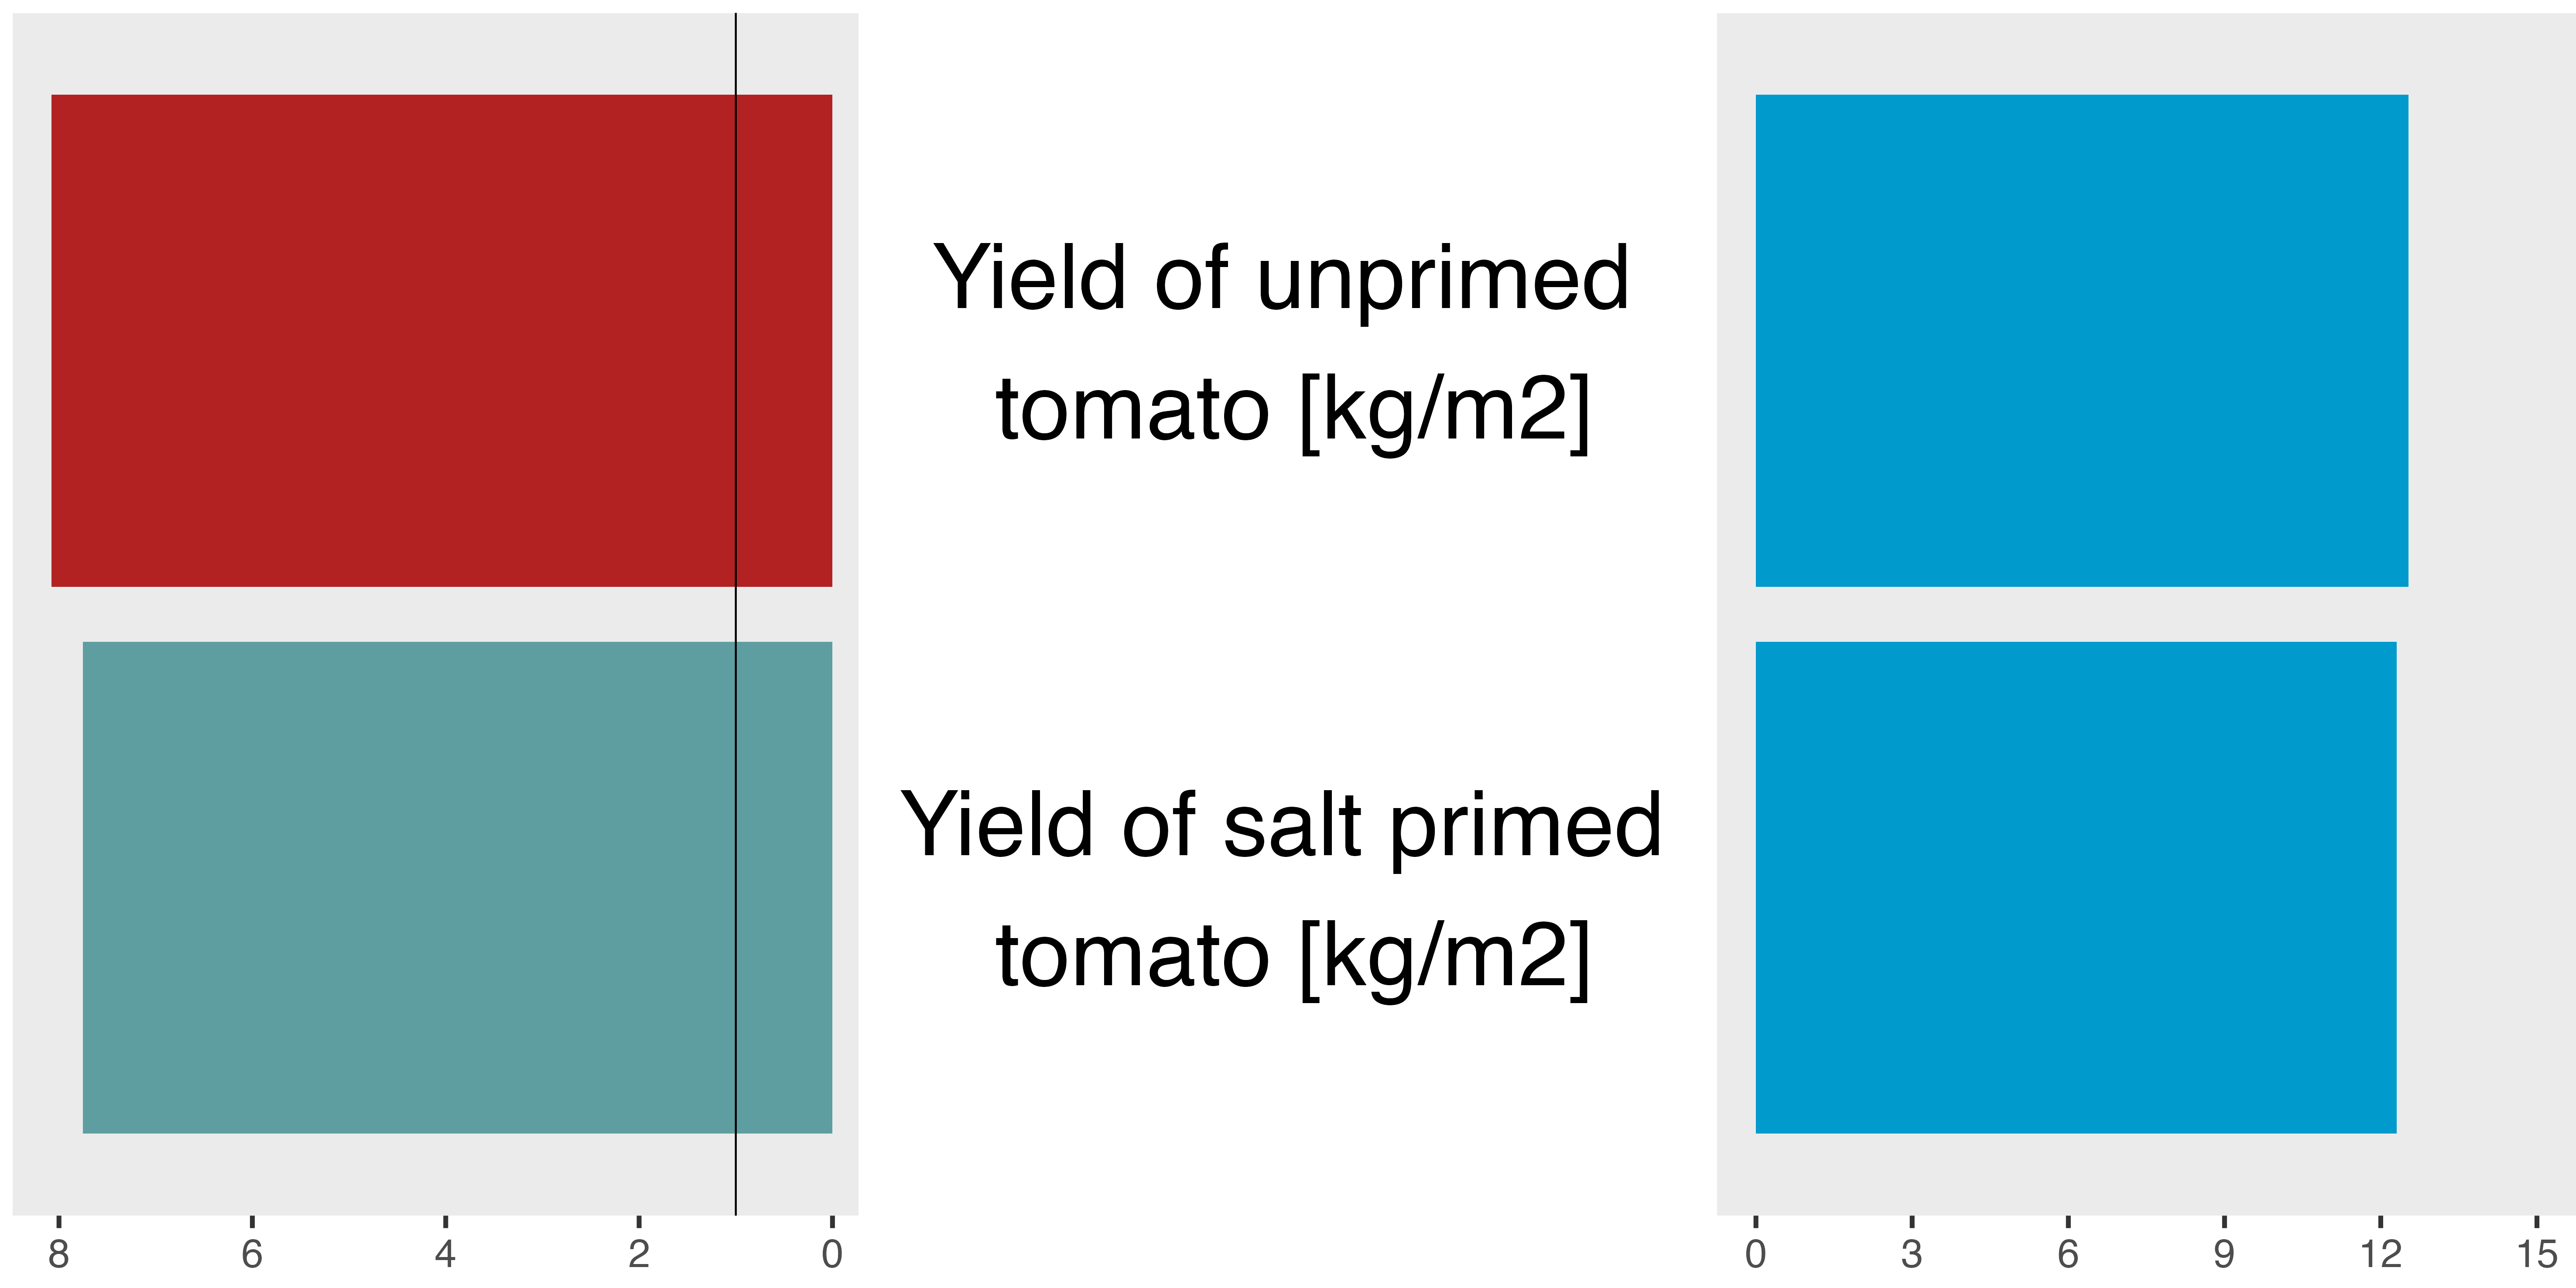 Yield of unprimed
tomato [kg/m2]
Yield of salt primed
tomato [kg/m2]
8 6 4 2 0
0 3 6 9 12 15